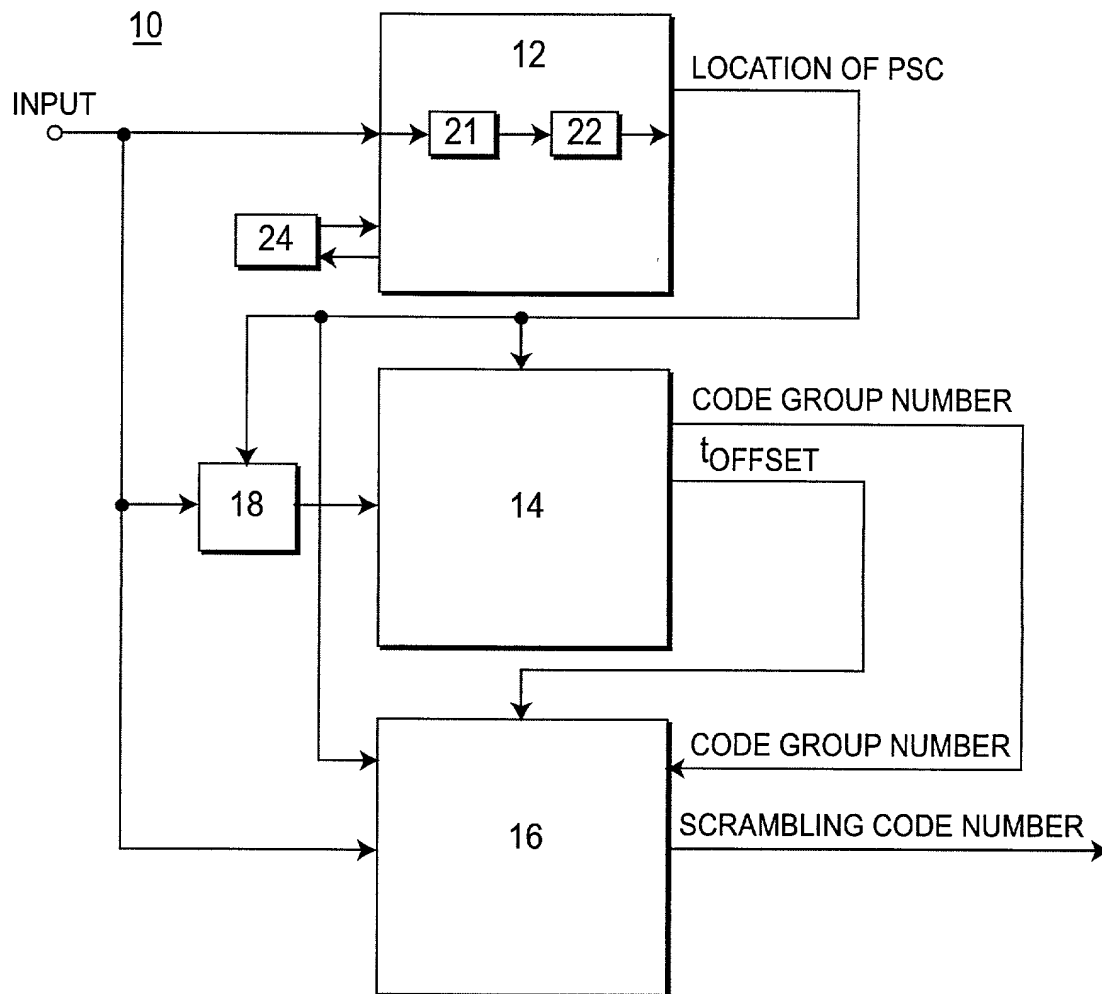 10
12
LOCATION OF PSC
INPUT
21
22
24
CODE GROUP NUMBER
tOFFSET
18
14
CODE GROUP NUMBER
SCRAMBLING CODE NUMBER
16